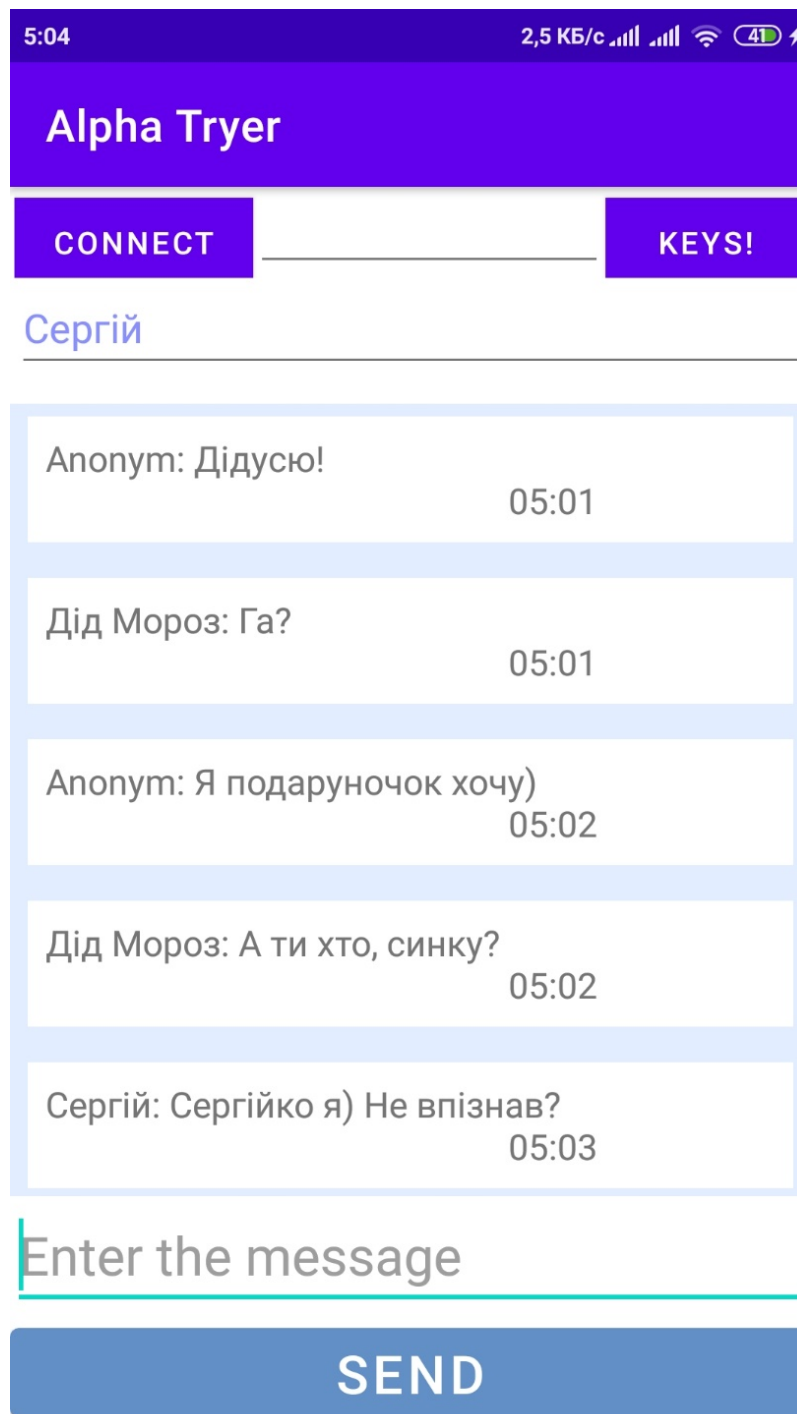 5:04 2,5 КБ/с 41
Alpha Tryer
CONNECT KEYS!
Сергій
Anonym: Дідусю!
05:01
Дід Мороз: Га?
05:01
Anonym: Я подаруночок хочу)
05:02
Дід Мороз: А ти хто, синку?
05:02
Сергій: Сергійко я) Не впізнав?
05:03
Enter the message
SEND